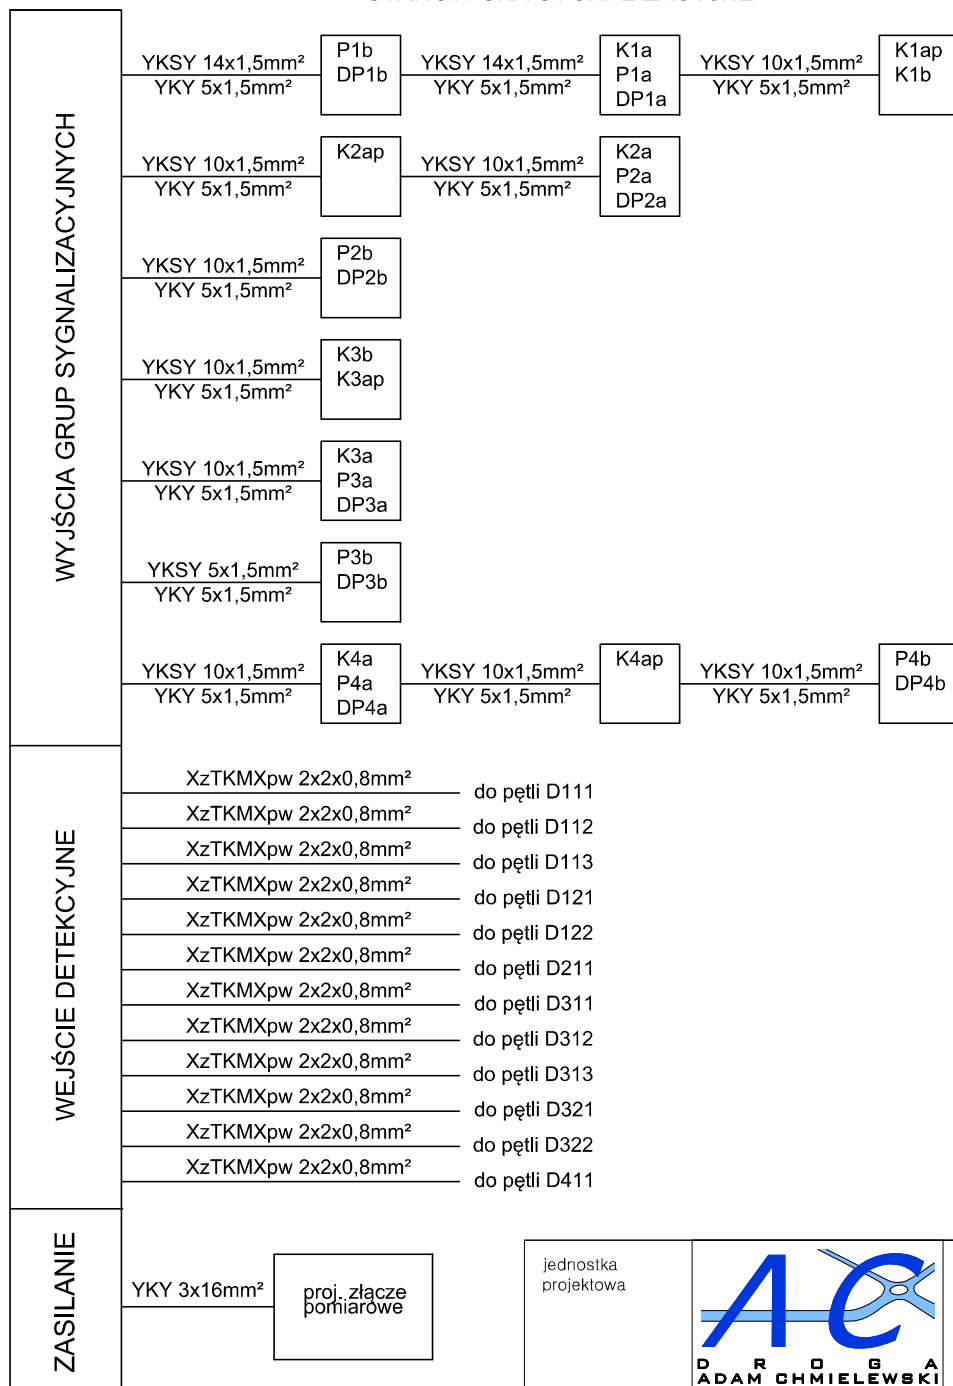 WYJŚCIA GRUP SYGNALIZACYJNYCH
YKSY 14x1,5mm²
YKY 5x1,5mm²
P1b
DP1b
YKSY 14x1,5mm²
YKY 5x1,5mm²
K1a
P1a
DP1a
YKSY 10x1,5mm²
YKY 5x1,5mm²
K1ap
K1b
YKSY 10x1,5mm²
YKY 5x1,5mm²
K2ap
YKSY 10x1,5mm²
YKY 5x1,5mm²
K2a
P2a
DP2a
YKSY 10x1,5mm²
YKY 5x1,5mm²
P2b
DP2b
YKSY 10x1,5mm²
YKY 5x1,5mm²
K3b
K3ap
YKSY 10x1,5mm²
YKY 5x1,5mm²
K3a
P3a
DP3a
YKSY 5x1,5mm²
YKY 5x1,5mm²
P3b
DP3b
YKSY 10x1,5mm²
YKY 5x1,5mm²
K4a
P4a
DP4a
YKSY 10x1,5mm²
YKY 5x1,5mm²
K4ap
YKSY 10x1,5mm²
YKY 5x1,5mm²
P4b
DP4b
WEJŚCIE DETEKCYJNE
XzTKMXpw 2x2x0,8mm² do pętli D111
XzTKMXpw 2x2x0,8mm² do pętli D112
XzTKMXpw 2x2x0,8mm² do pętli D113
XzTKMXpw 2x2x0,8mm² do pętli D121
XzTKMXpw 2x2x0,8mm² do pętli D122
XzTKMXpw 2x2x0,8mm² do pętli D211
XzTKMXpw 2x2x0,8mm² do pętli D311
XzTKMXpw 2x2x0,8mm² do pętli D312
XzTKMXpw 2x2x0,8mm² do pętli D313
XzTKMXpw 2x2x0,8mm² do pętli D321
XzTKMXpw 2x2x0,8mm² do pętli D322
XzTKMXpw 2x2x0,8mm² do pętli D411
ZASILANIE
YKY 3x16mm²
proj. złącze
pomiarowe
jednostka
projektowa
AC
DROGA
ADAM CHMIELEWSKI